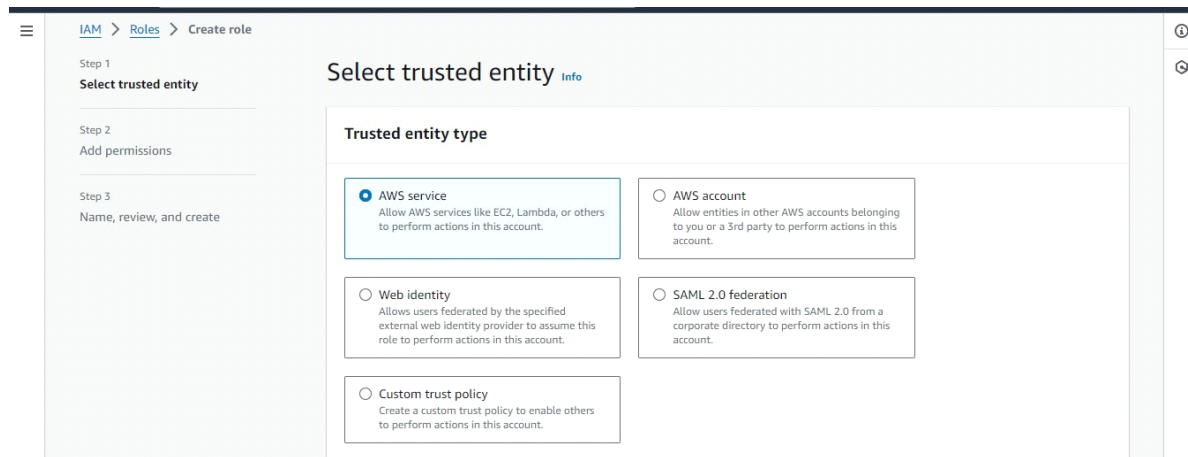 IAM > Roles > Create role
Step 1
Select trusted entity
Step 2
Add permissions
Step 3
Name, review, and create
Select trusted entity Info
Trusted entity type
AWS service
Allow AWS services like EC2, Lambda, or others
to perform actions in this account.
AWS account
Allow entities in other AWS accounts belonging
to you or a 3rd party to perform actions in this
account.
Web identity
Allows users federated by the specified
external web identity provider to assume this
role to perform actions in this account.
SAML 2.0 federation
Allow users federated with SAML 2.0 from a
corporate directory to perform actions in this
account.
Custom trust policy
Create a custom trust policy to enable others
to perform actions in this account.